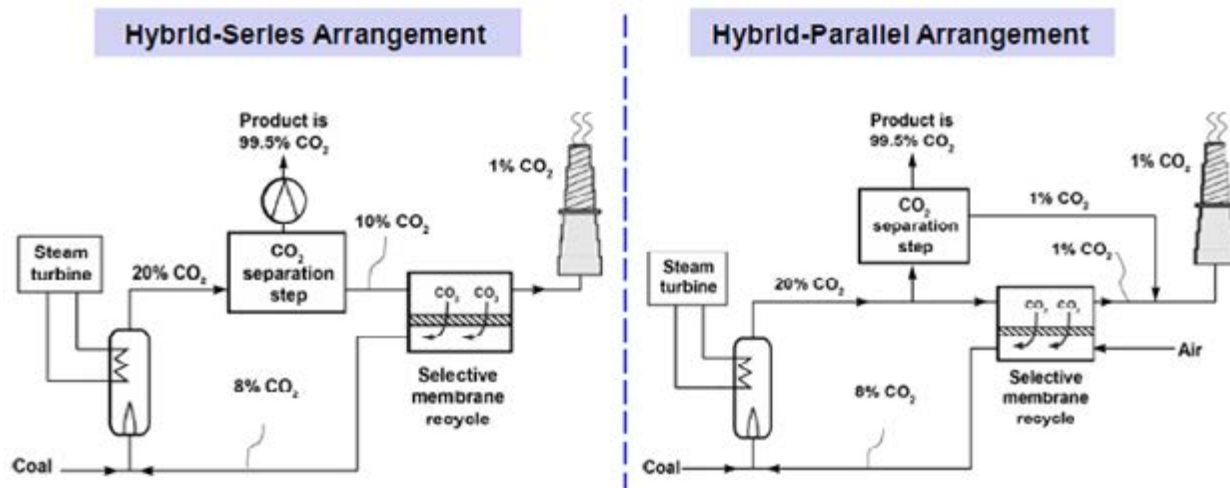 Hybrid-Series Arrangement
Product is
99.5% CO₂
1% CO₂
10% CO₂
Steam
turbine
20% CO₂
CO₂
separation
step
CO₂ CO₂
8% CO₂
Selective
membrane
recycle
Coal
Hybrid-Parallel Arrangement
Product is
99.5% CO₂
1% CO₂
CO₂
separation
step
1% CO₂
1% CO₂
Steam
turbine
20% CO₂
CO₂ CO₂
Air
8% CO₂
Selective
membrane
recycle
Coal